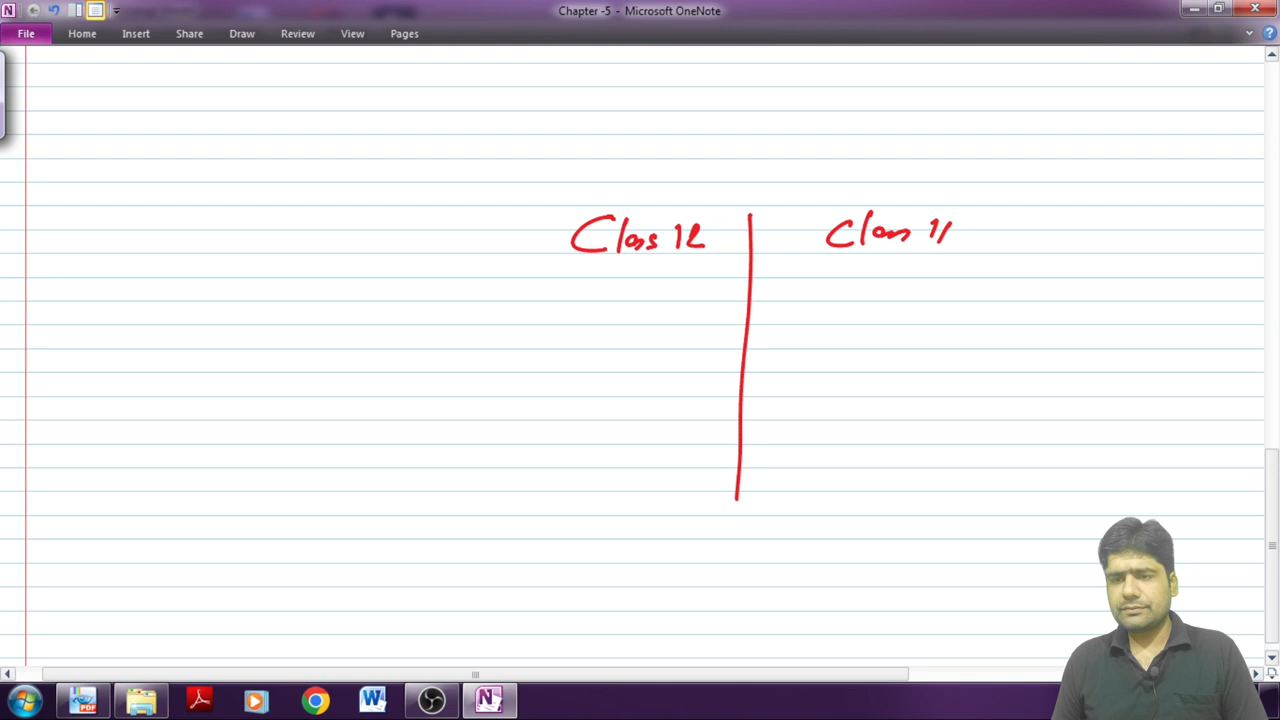 Chapter -5 - Microsoft OneNote
File Home Insert Share Draw Review View Pages
Class 12 Class 11